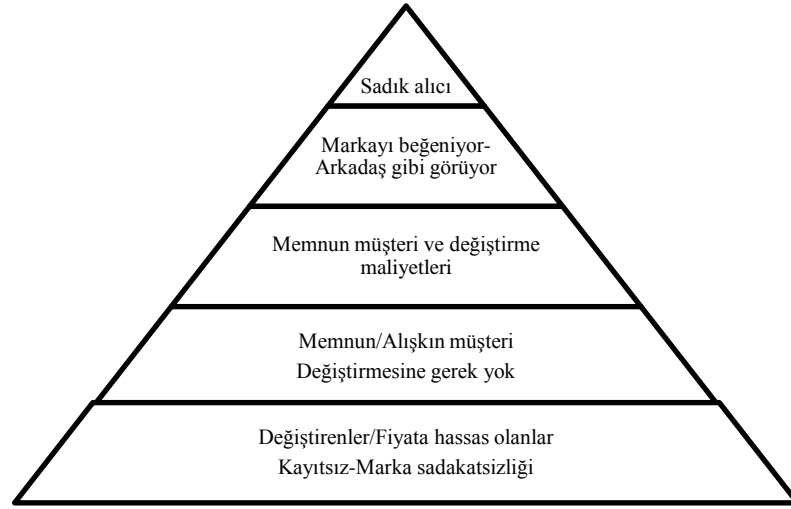 Sadık alıcı
Markayı beğeniyor-
Arkadaş gibi görüyor
Memnun müşteri ve değiştirme
maliyetleri
Memnun/Alışkın müşteri
Değiştirmesine gerek yok
Değiştirenler/Fiyata hassas olanlar
Kayıtsız-Marka sadakatsizliği